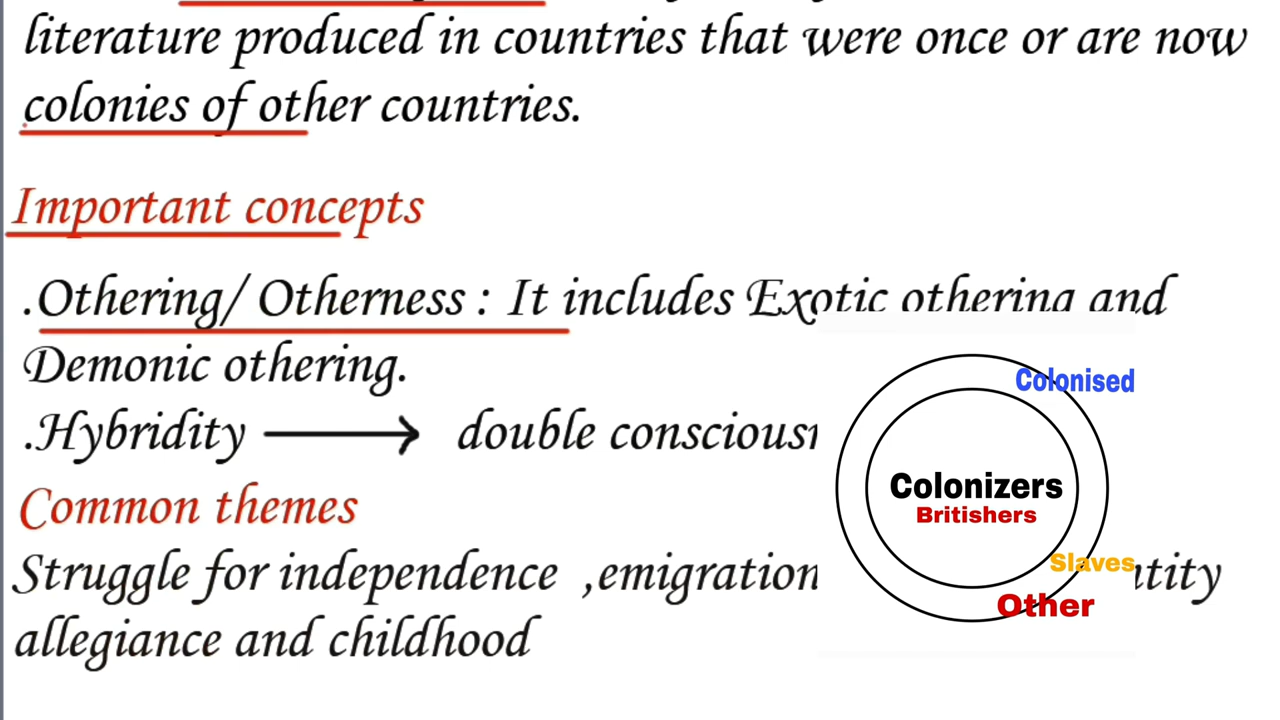 literature produced in countries that were once or are now
colonies of other countries.
Important concepts
.Othering/ Otherness : It includes Exotic othering and
Demonic othering.
.Hybridity → double
Common themes
Struggle for independence ,emigration
allegiance and childhood
Colonised
Colonizers
Britishers
Slaves
Other